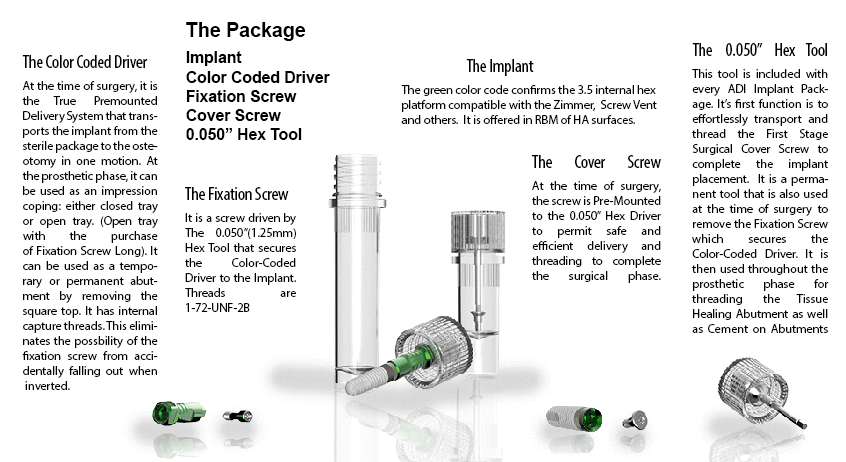 The Color Coded Driver
At the time of surgery, it is
the True Premounted
Delivery System that trans-
ports the implant from the
sterile package to the oste-
otomy in one motion. At
the prosthetic phase, it can
be used as an impression
coping: either closed tray
or open tray. (Open tray
with the purchase
of Fixation Screw Long). It
can be used as a tempo-
rary or permanent abut-
ment by removing the
square top. It has internal
capture threads. This elimi-
nates the possbility of the
fixation screw from acci-
dentally falling out when
inverted.
The Package
Implant
Color Coded Driver
Fixation Screw
Cover Screw
0.050” Hex Tool
The Fixation Screw
It is a screw driven by
The 0.050”(1.25mm)
Hex Tool that secures
the Color-Coded
Driver to the Implant.
Threads are
1-72-UNF-2B
The Implant
The green color code confirms the 3.5 internal hex
platform compatible with the Zimmer, Screw Vent
and others. It is offered in RBM of HA surfaces.
The Cover Screw
At the time of surgery,
the screw is Pre-Mounted
to the 0.050” Hex Driver
to permit safe and
efficient delivery and
threading to complete
the surgical phase.
The 0.050” Hex Tool
This tool is included with
every ADI Implant Pack-
age. It’s first function is to
effortlessly transport and
thread the First Stage
Surgical Cover Screw to
complete the implant
placement. It is a perma-
nent tool that is also used
at the time of surgery to
remove the Fixation Screw
which secures the
Color-Coded Driver. It is
then used throughout the
prosthetic phase for
threading the Tissue
Healing Abutment as well
as Cement on Abutments